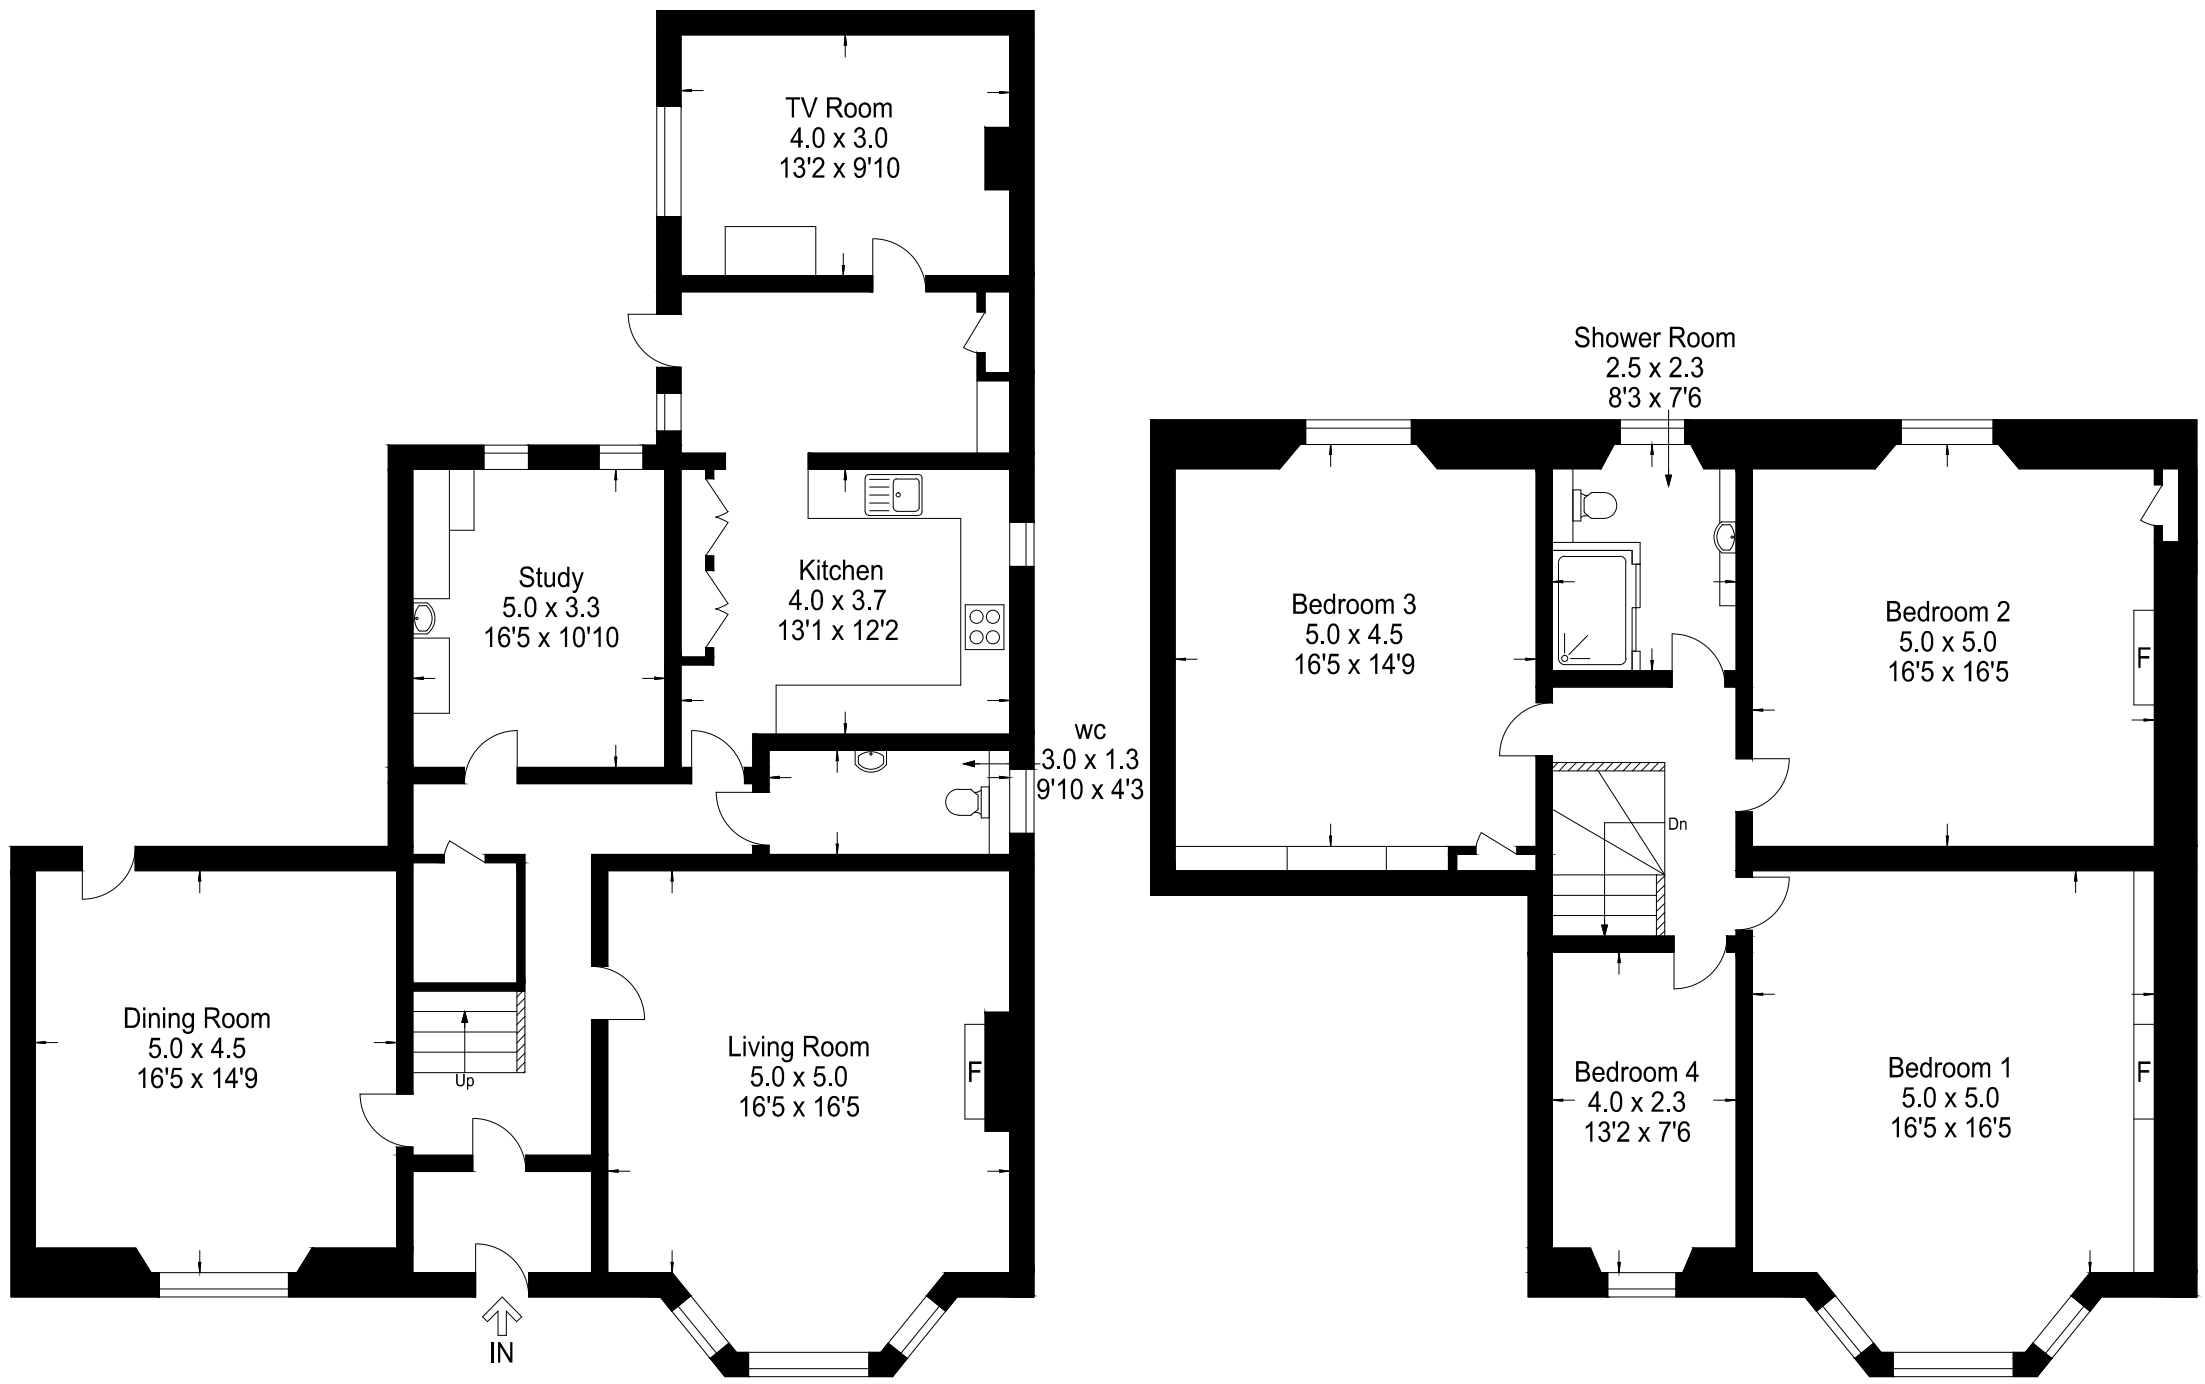 TV Room
4.0 x 3.0
13'2 x 9'10
Study
5.0 x 3.3
16'5 x 10'10
Kitchen
4.0 x 3.7
13'1 x 12'2
wc
3.0 x 1.3
9'10 x 4'3
Dining Room
5.0 x 4.5
16'5 x 14'9
Up
Living Room
5.0 x 5.0
16'5 x 16'5
F
IN
Shower Room
2.5 x 2.3
8'3 x 7'6
Bedroom 3
5.0 x 4.5
16'5 x 14'9
Bedroom 2
5.0 x 5.0
16'5 x 16'5
F
Dn
Bedroom 4
4.0 x 2.3
13'2 x 7'6
Bedroom 1
5.0 x 5.0
16'5 x 16'5
F